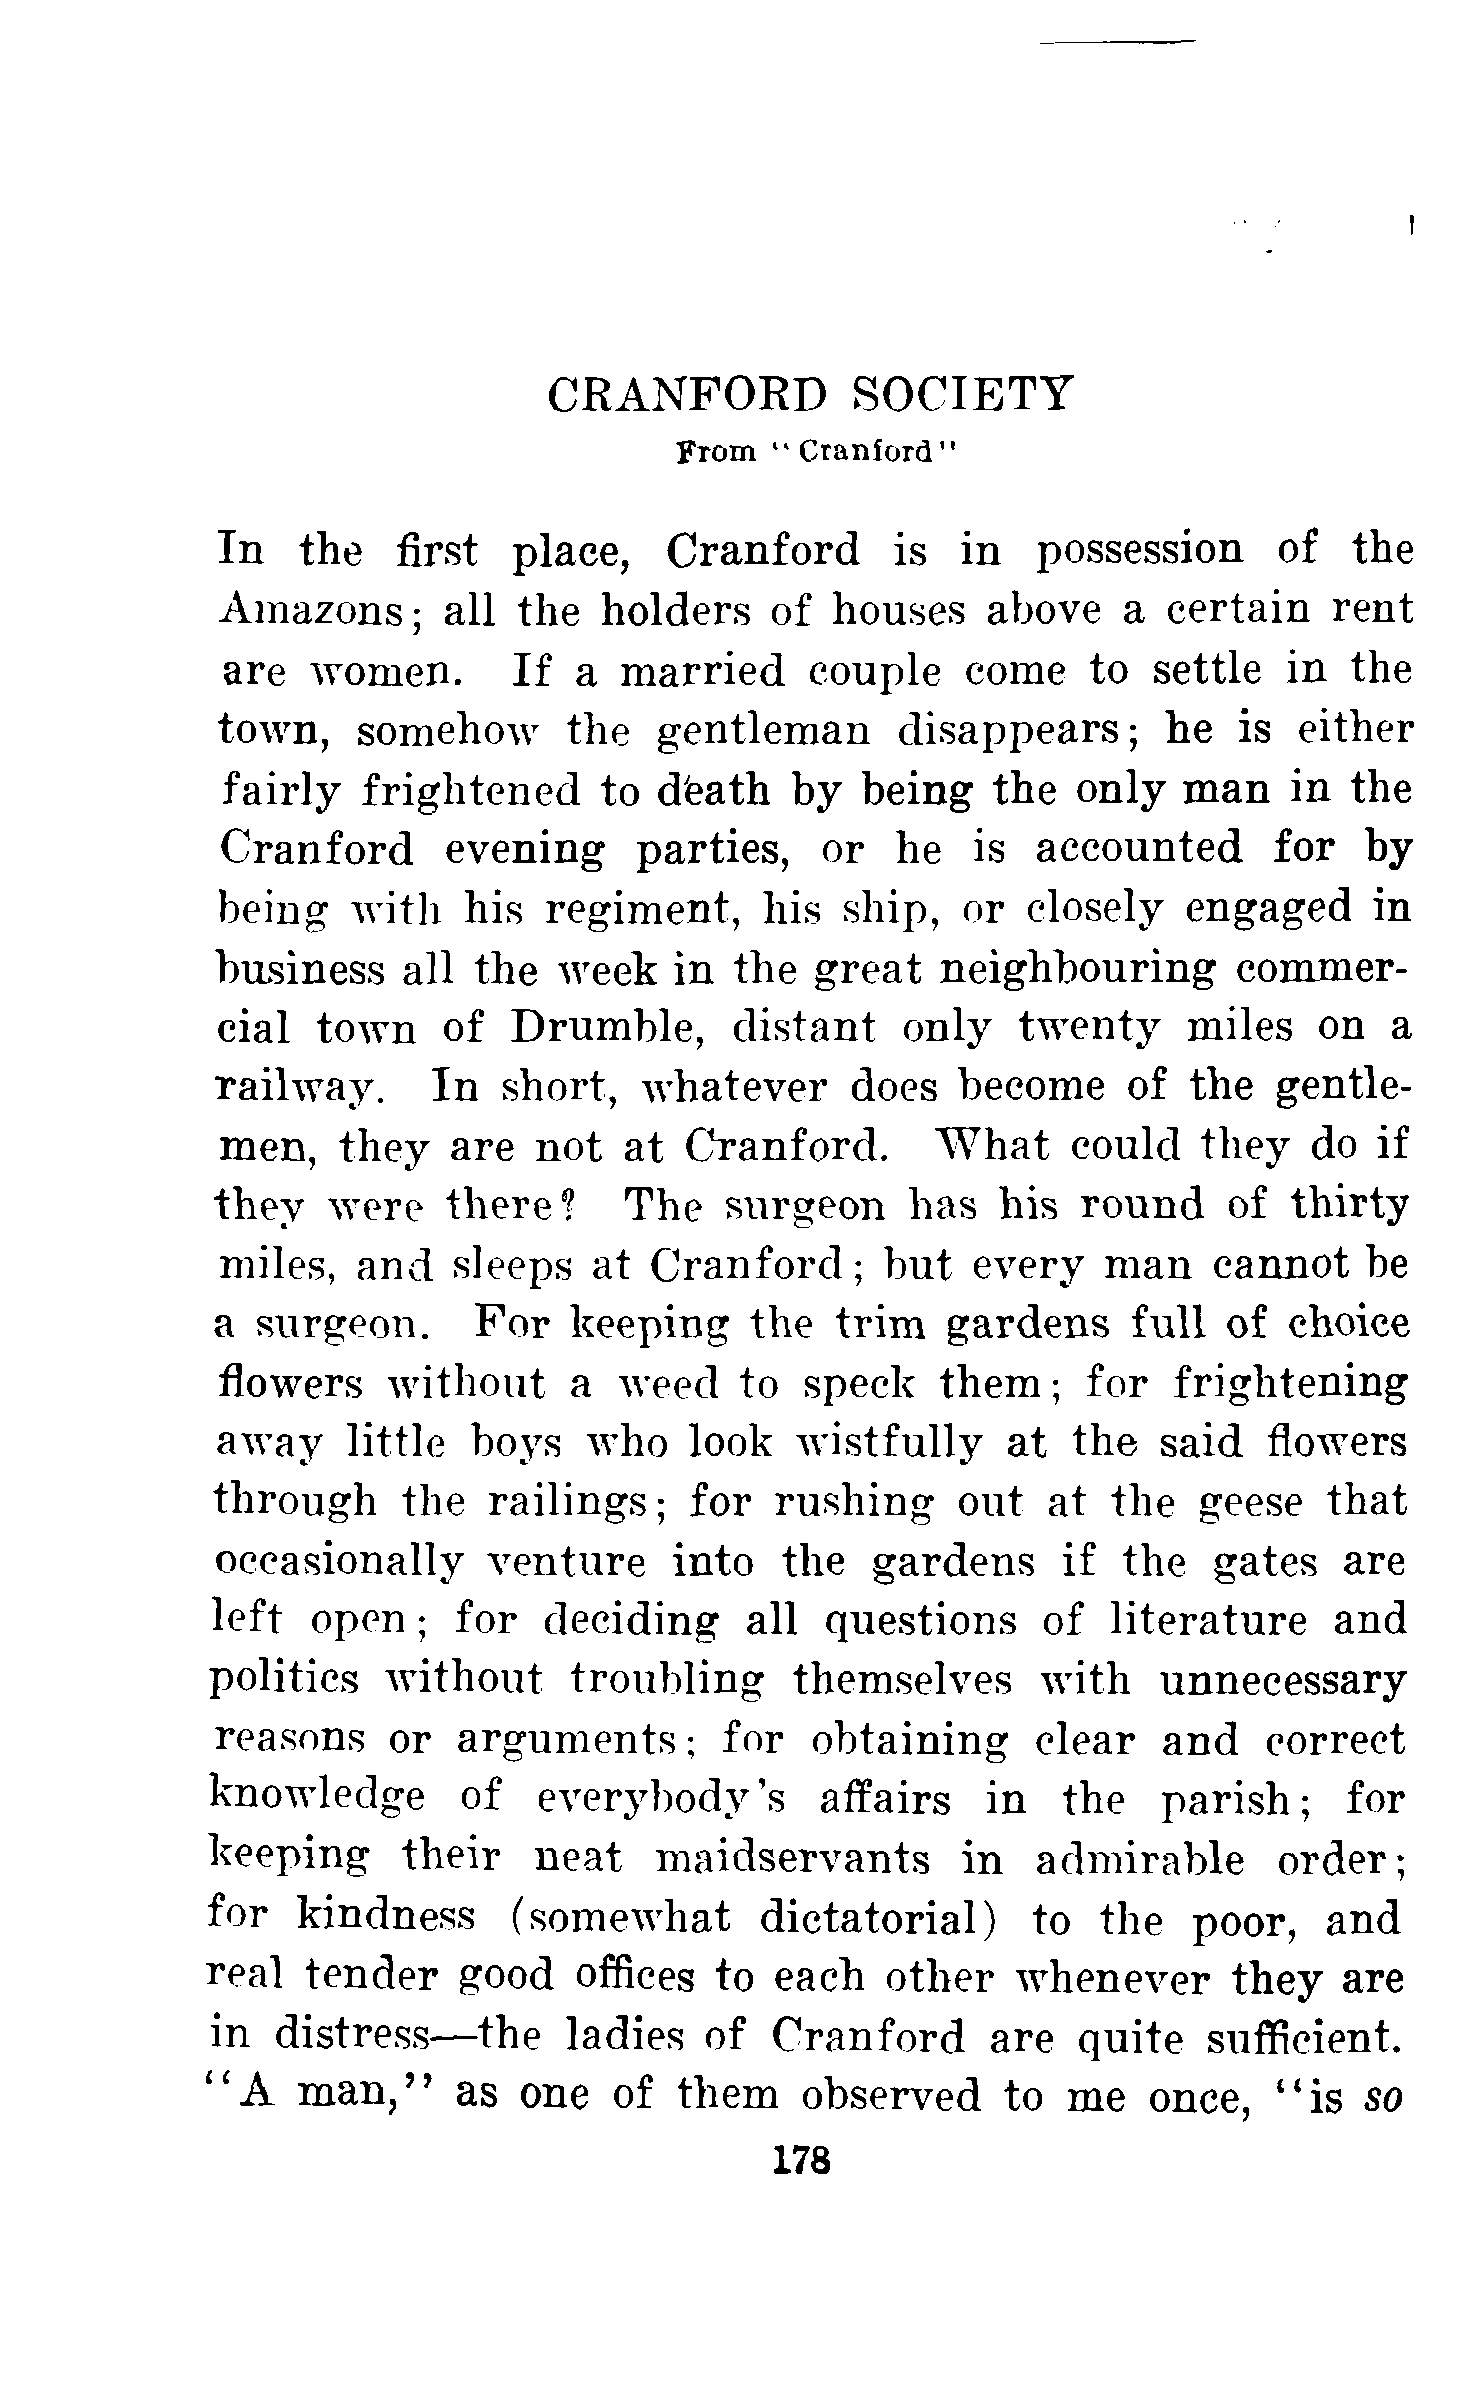 CRANFORD SOCIETY
From "Cranford"
In the first place, Cranford is in possession of the
Amazons; all the holders of houses above a certain rent
are women. If a married couple come to settle in the
town, somehow the gentleman disappears; he is either
fairly frightened to death by being the only man in the
Cranford evening parties, or he is accounted for by
being with his regiment, his ship, or closely engaged in
business all the week in the great neighbouring commer-
cial town of Drumble, distant only twenty miles on a
railway. In short, whatever does become of the gentle-
men, they are not at Cranford. What could they do if
they were there? The surgeon has his round of thirty
miles, and sleeps at Cranford; but every man cannot be
a surgeon. For keeping the trim gardens full of choice
flowers without a weed to speck them; for frightening
away little boys who look wistfully at the said flowers
through the railings; for rushing out at the geese that
occasionally venture into the gardens if the gates are
left open; for deciding all questions of literature and
politics without troubling themselves with unnecessary
reasons or arguments; for obtaining clear and correct
knowledge of everybody's affairs in the parish; for
keeping their neat maidservants in admirable order;
for kindness (somewhat dictatorial) to the poor, and
real tender good offices to each other whenever they are
in distress—the ladies of Cranford are quite sufficient.
"A man," as one of them observed to me once, "is so
178